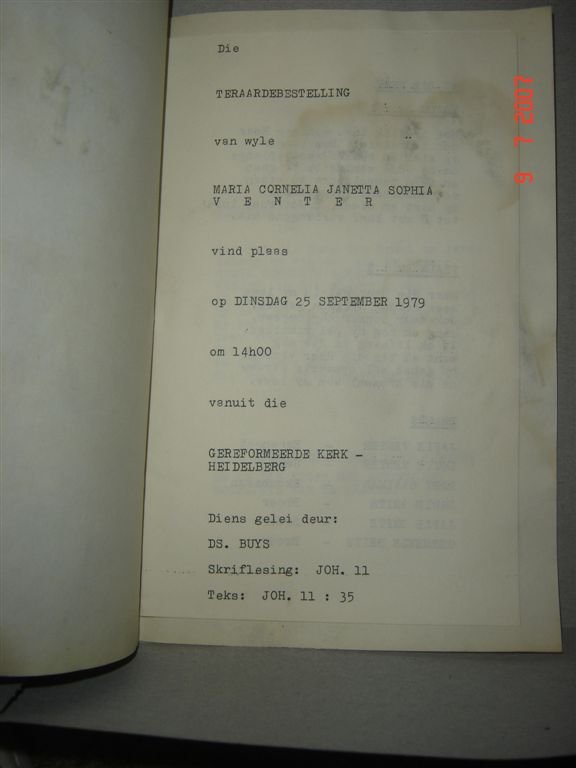 Die
TERAARDEBESTELLING
van wyle
MARIA CORNELIA JANETTA SOPHIA
V E N T E R
vind plaas
op DINSDAG 25 SEPTEMBER 1979
om 14h00
vanuit die
GEREFORMEERDE KERK -
HEIDELBERG
Diens gelei deur:
DS. BUYS
Skriflesing: JOH. 11
Teks: JOH. 11 : 35
9 7 2007